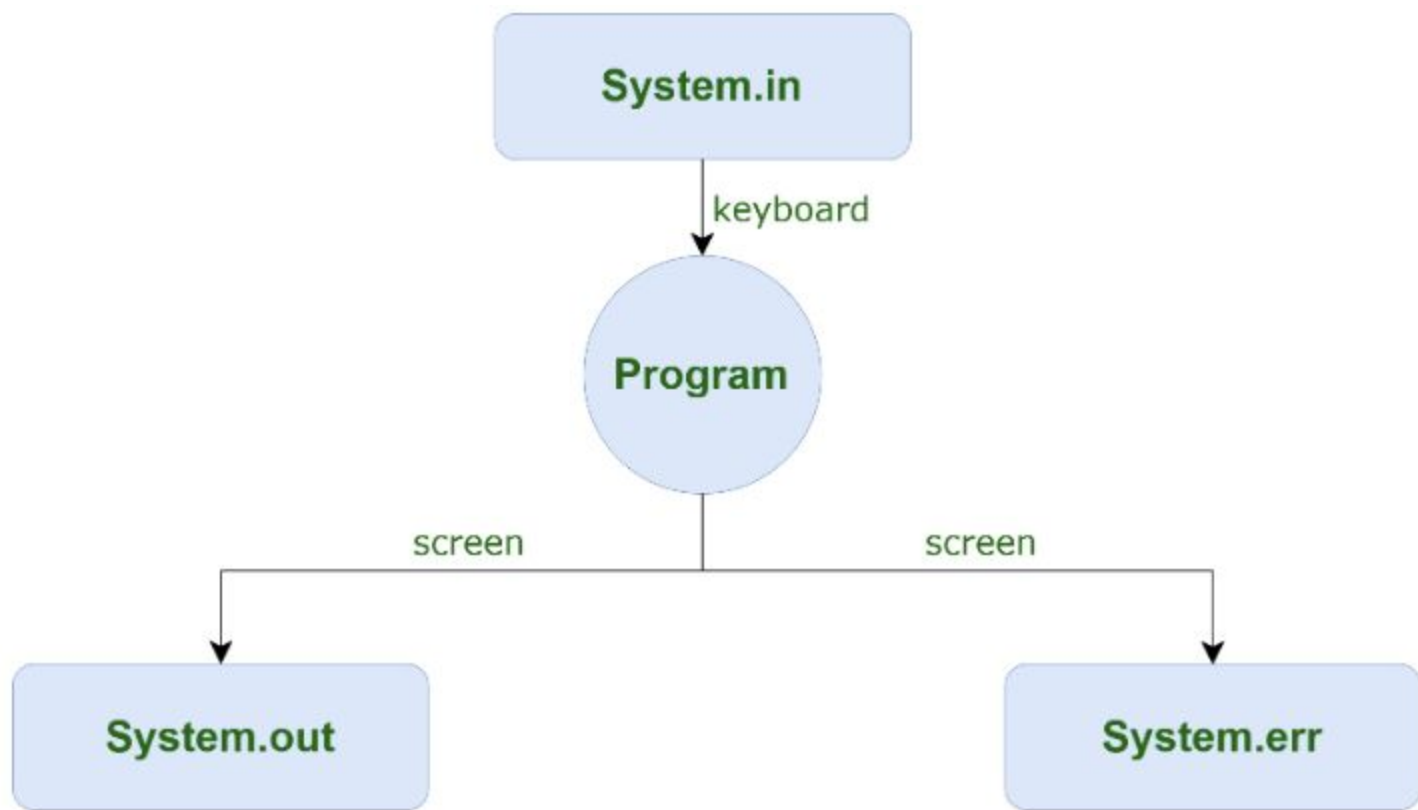 System.in
keyboard
Program
screen
screen
System.out
System.err